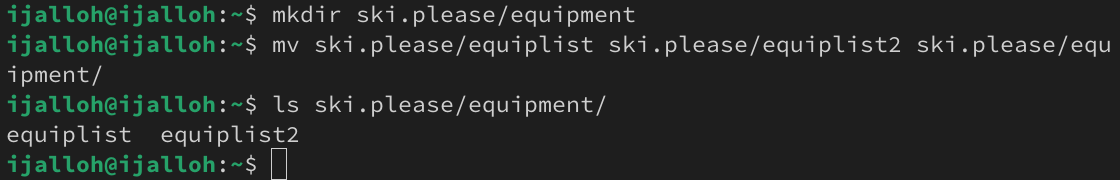 ijalloh@ijalloh:~$ mkdir ski.please/equipment
ijalloh@ijalloh:~$ mv ski.please/equiplist ski.please/equiplist2 ski.please/equ
ipment/
ijalloh@ijalloh:~$ ls ski.please/equipment/
equiplist  equiplist2
ijalloh@ijalloh:~$